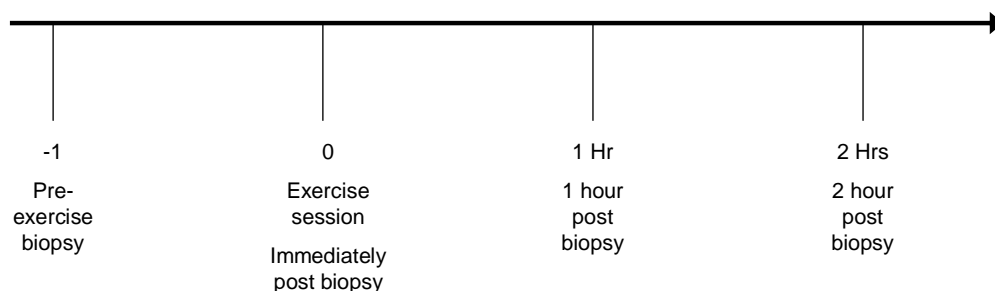 -1
Pre-
exercise
biopsy
0
Exercise
session
Immediately
post biopsy
1 Hr
1 hour
post
biopsy
2 Hrs
2 hour
post
biopsy